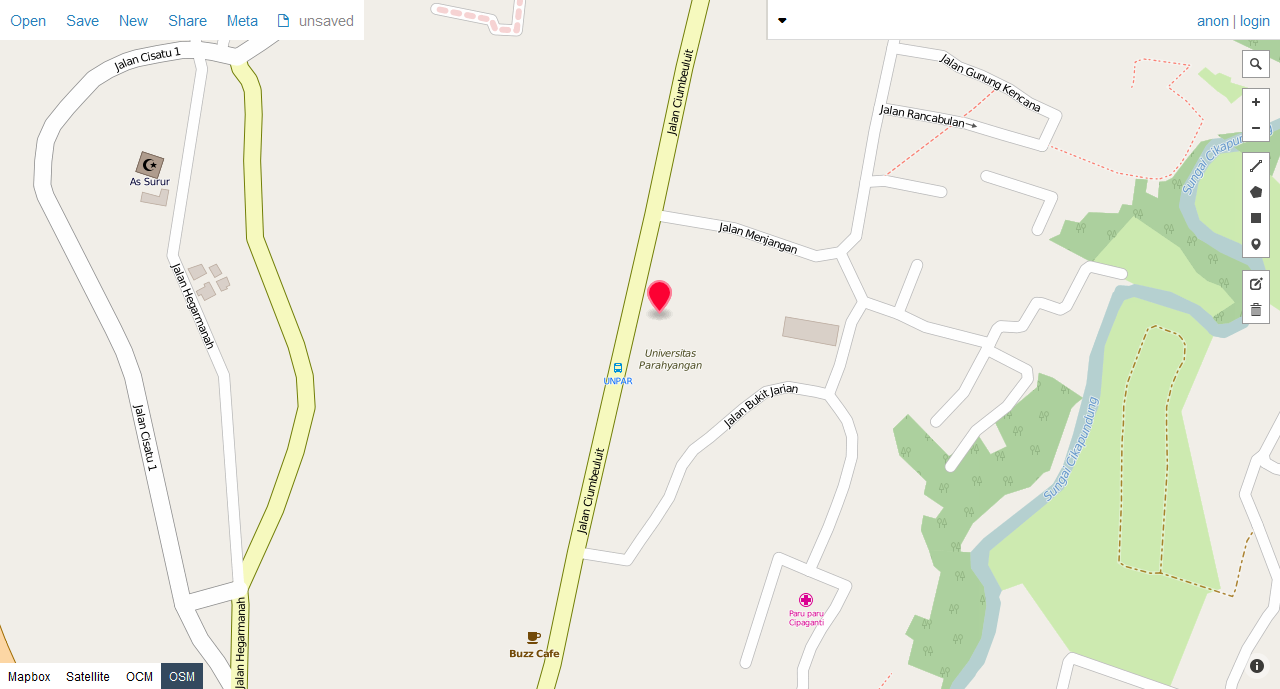 Open Save New Share Meta unsaved
anon | login
Jalan Cisatu 1
Jalan Ciumbeuluit
Jalan Gunung Kencana
Jalan Rancabulan
Sungai Cikapundung
As Surur
Jalan Menjangan
Jalan Hegarmanah
Universitas
Parahyangan
UNPAR
Jalan Bukit Jarian
Jalan Cisatu 1
Jalan Ciumbeuluit
Sungai Cikapundung
Paru paru
Cipaganti
Jalan Hegarmanah
Buzz Cafe
Mapbox Satellite OCM OSM